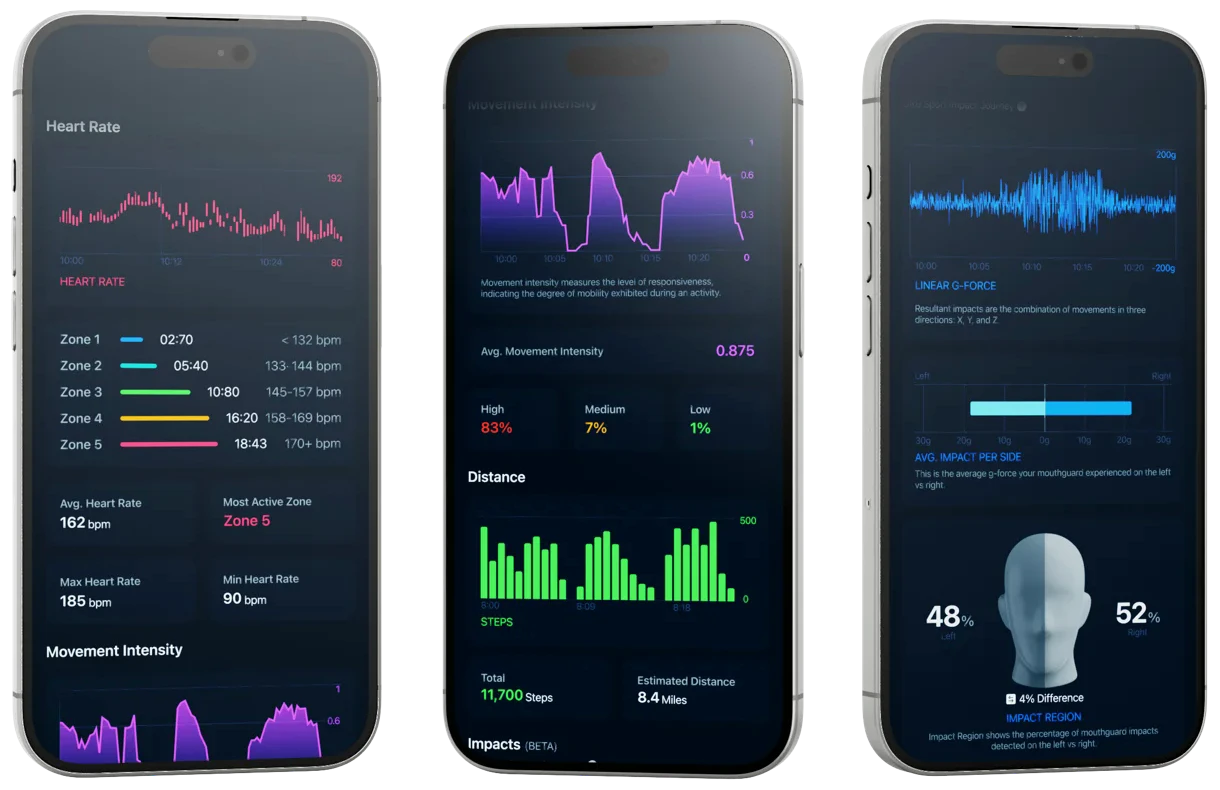 Heart Rate
192
10:00 10:12 10:24 80
HEART RATE
Zone 1 02:70 < 132 bpm
Zone 2 05:40 133-144 bpm
Zone 3 10:80 145-157 bpm
Zone 4 16:20 158-169 bpm
Zone 5 18:43 170+ bpm
Avg. Heart Rate
162 bpm
Most Active Zone
Zone 5
Max Heart Rate
185 bpm
Min Heart Rate
90 bpm
Movement Intensity
1
0.6
Movement Intensity
1
0.6
0.3
10:00 10:05 10:10 10:15 10:20 0
Movement intensity measures the level of responsiveness,
indicating the degree of mobility exhibited during an activity.
Avg. Movement Intensity 0.875
High
83%
Medium
7%
Low
1%
Distance
500
0
8:00 8:09 8:18
STEPS
Total
11,700 Steps
Estimated Distance
8.4 Miles
Impacts (BETA)
Impact Journey
200g
10:00 10:05 10:10 10:15 10:20 -200g
LINEAR G-FORCE
Resultant impacts are the combination of movements in three
directions: X, Y, and Z.
Left Right
30g 20g 10g 0g 10g 20g 30g
AVG. IMPACT PER SIDE
This is the average g-force your mouthguard experienced on the left
vs right.
48%
Left
52%
Right
4% Difference
IMPACT REGION
Impact Region shows the percentage of mouthguard impacts
detected on the left vs right.